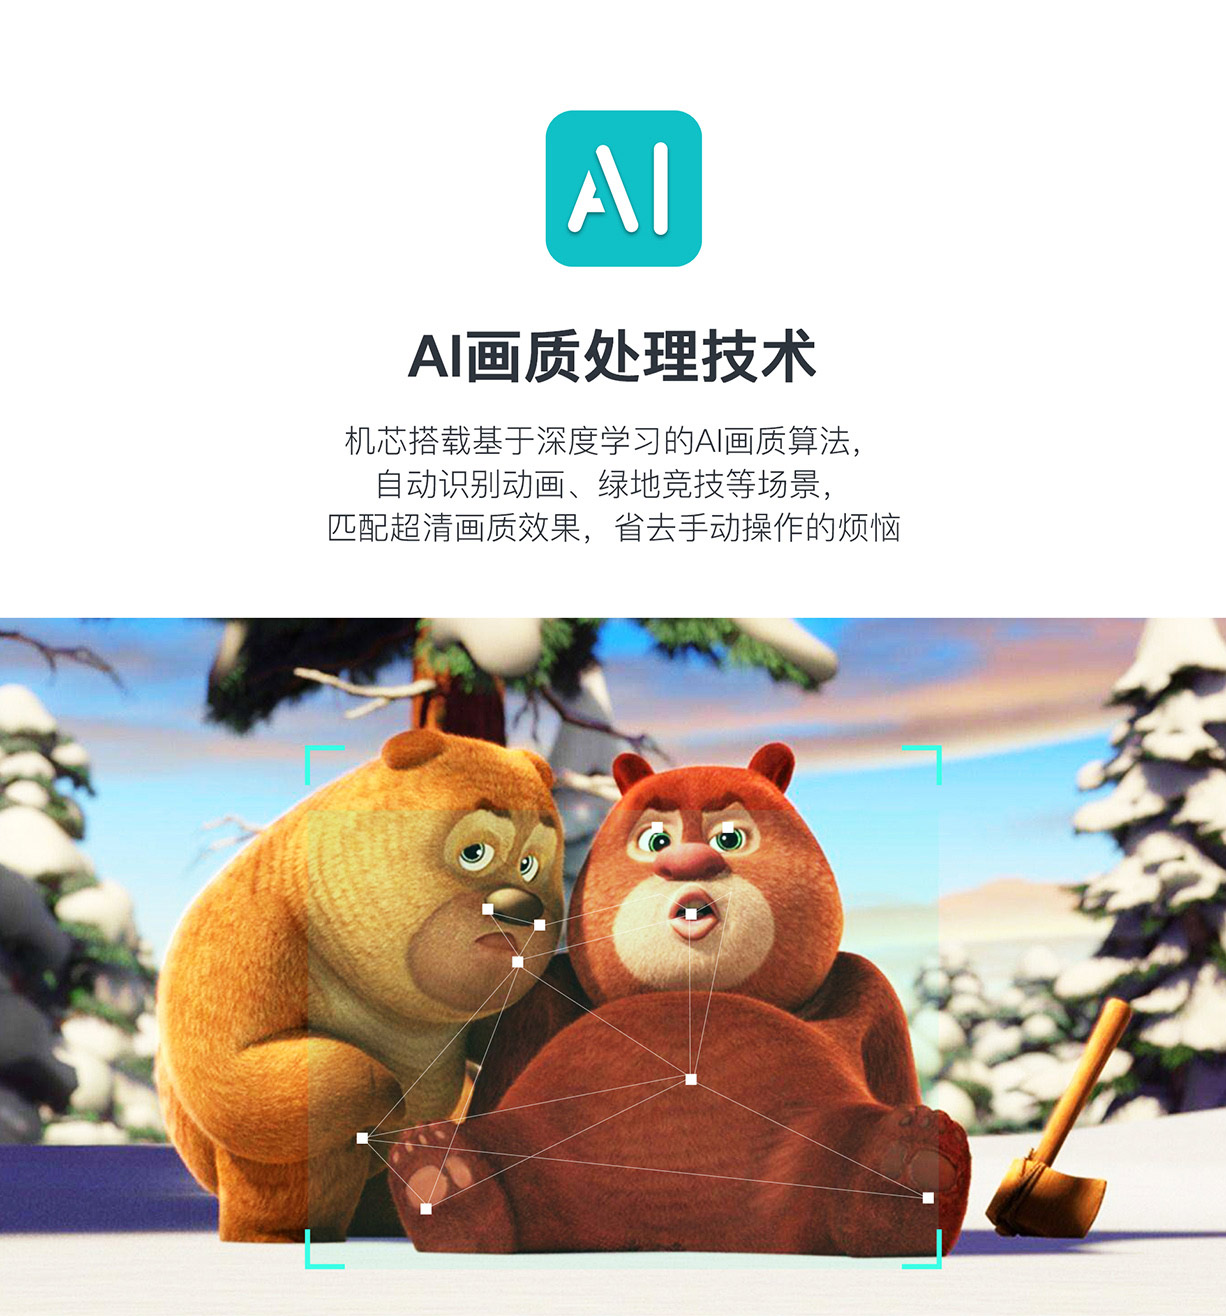 AI
AI画质处理技术
机芯搭载基于深度学习的AI画质算法，
自动识别动画、绿地竞技等场景，
匹配超清画质效果，省去手动操作的烦恼